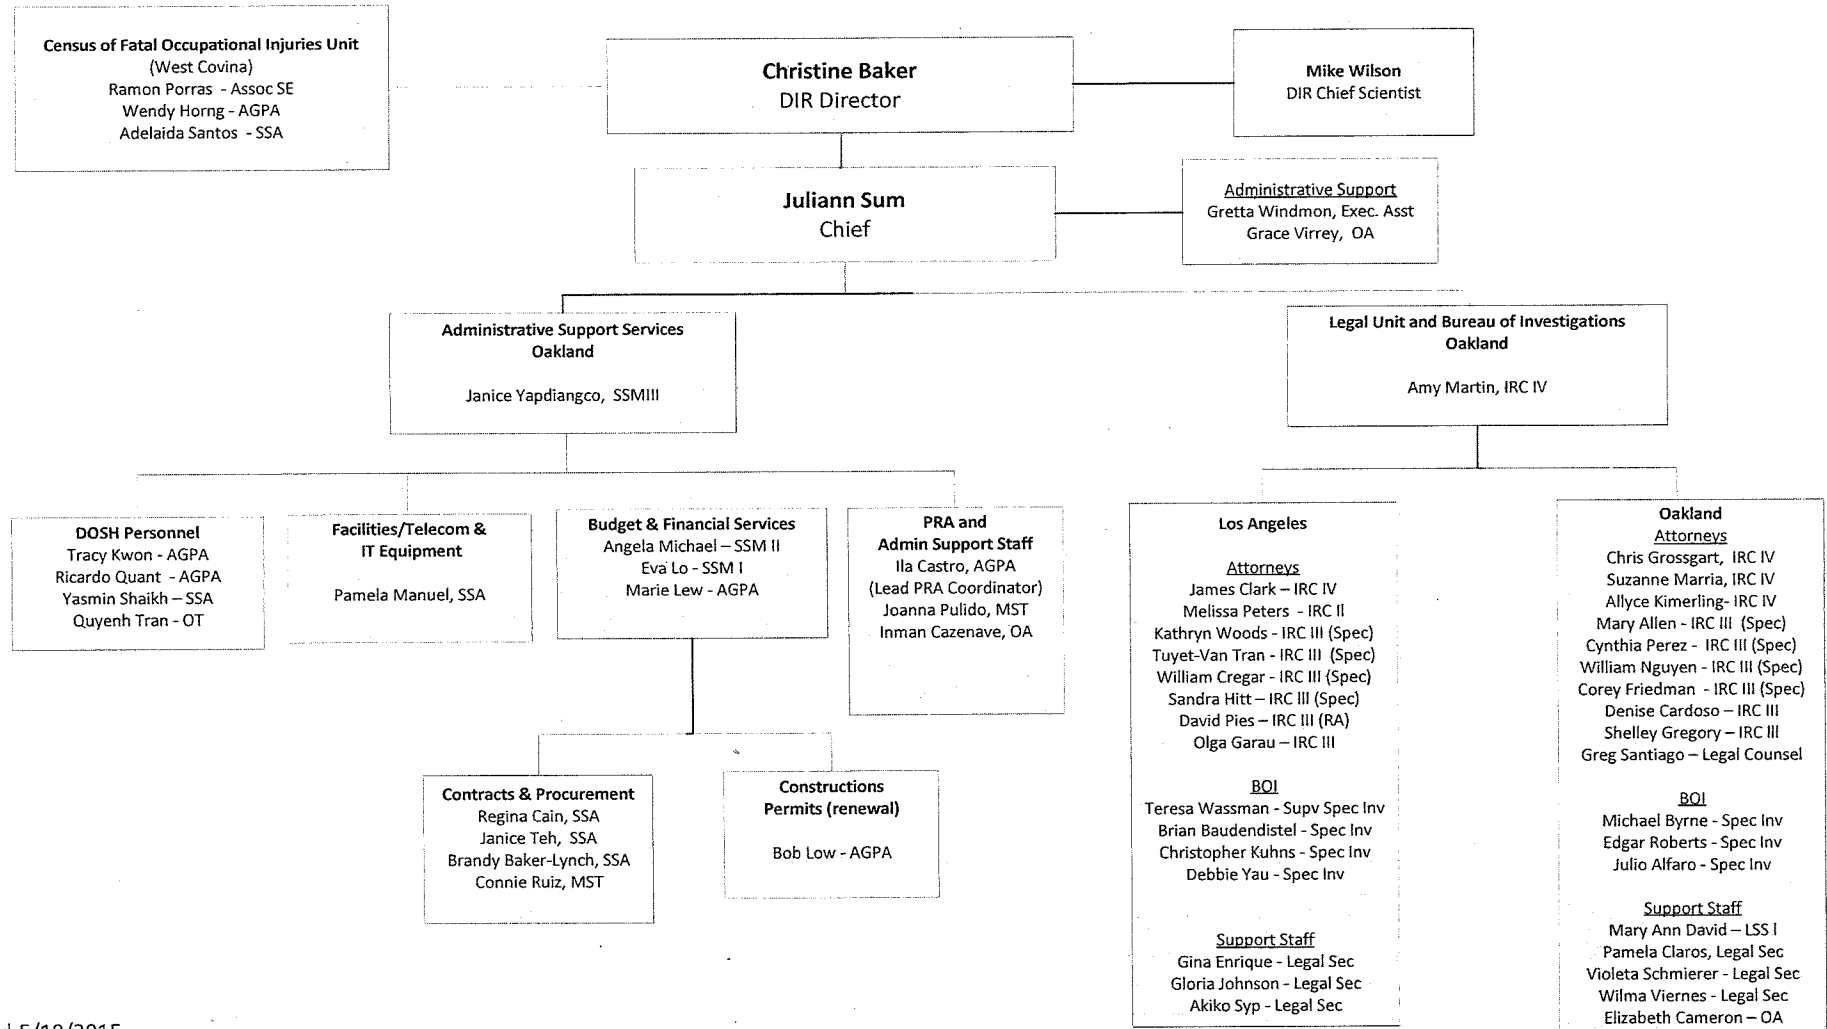 Census of Fatal Occupational Injuries Unit
(West Covina)
Ramon Porras - Assoc SE
Wendy Horng - AGPA
Adelaida Santos - SSA
Christine Baker
DIR Director
Mike Wilson
DIR Chief Scientist
Juliann Sum
Chief
Administrative Support
Gretta Windmon, Exec. Asst
Grace Virrey, OA
Administrative Support Services
Oakland
Janice Yapdiangco, SSMIII
Legal Unit and Bureau of Investigations
Oakland
Amy Martin, IRC IV
DOSH Personnel
Tracy Kwon - AGPA
Ricardo Quant - AGPA
Yasmin Shaikh – SSA
Quyenh Tran - OT
Facilities/Telecom &
IT Equipment
Pamela Manuel, SSA
Budget & Financial Services
Angela Michael – SSM II
Eva Lo - SSM I
Marie Lew - AGPA
PRA and
Admin Support Staff
Ila Castro, AGPA
(Lead PRA Coordinator)
Joanna Pulido, MST
Inman Cazenave, OA
Contracts & Procurement
Regina Cain, SSA
Janice Teh, SSA
Brandy Baker-Lynch, SSA
Connie Ruiz, MST
Constructions
Permits (renewal)
Bob Low - AGPA
Los Angeles
Attorneys
James Clark – IRC IV
Melissa Peters - IRC II
Kathryn Woods - IRC III (Spec)
Tuyet-Van Tran - IRC III (Spec)
William Cregar - IRC III (Spec)
Sandra Hitt – IRC III (Spec)
David Pies – IRC III (RA)
Olga Garau – IRC III
BOI
Teresa Wassman - Supv Spec Inv
Brian Baudendistel - Spec Inv
Christopher Kuhns - Spec Inv
Debbie Yau - Spec Inv
Support Staff
Gina Enrique - Legal Sec
Gloria Johnson - Legal Sec
Akiko Syp - Legal Sec
Oakland
Attorneys
Chris Grossgart, IRC IV
Suzanne Marria, IRC IV
Allyce Kimerling- IRC IV
Mary Allen - IRC III (Spec)
Cynthia Perez - IRC III (Spec)
William Nguyen - IRC III (Spec)
Corey Friedman - IRC III (Spec)
Denise Cardoso – IRC III
Shelley Gregory – IRC III
Greg Santiago – Legal Counsel
BOI
Michael Byrne - Spec Inv
Edgar Roberts - Spec Inv
Julio Alfaro - Spec Inv
Support Staff
Mary Ann David – LSS I
Pamela Claros, Legal Sec
Violeta Schmierer - Legal Sec
Wilma Viernes - Legal Sec
Elizabeth Cameron – OA